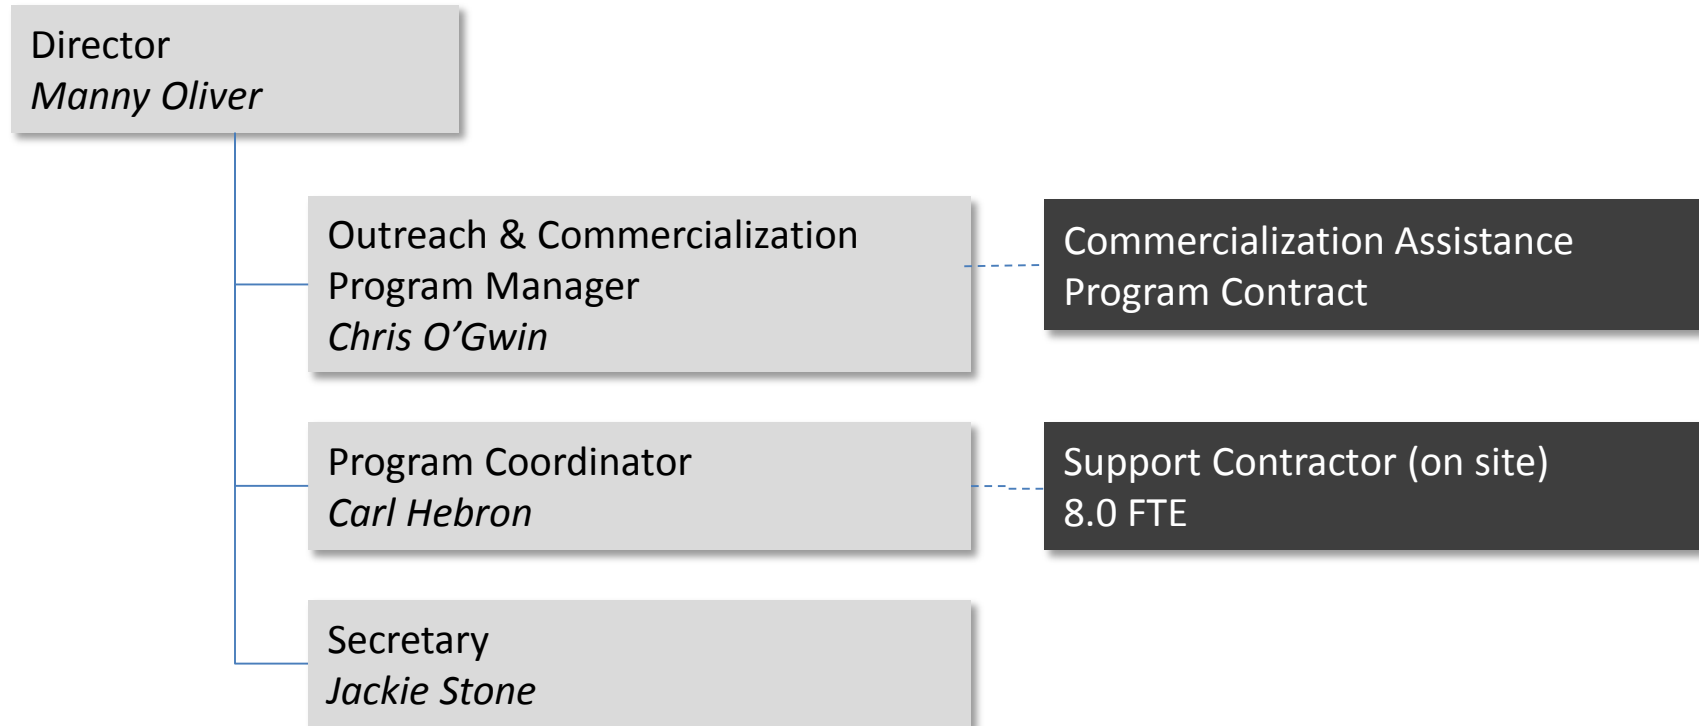 Director
Manny Oliver
Outreach & Commercialization
Program Manager
Chris O’Gwin
Commercialization Assistance
Program Contract
Program Coordinator
Carl Hebron
Support Contractor (on site)
8.0 FTE
Secretary
Jackie Stone